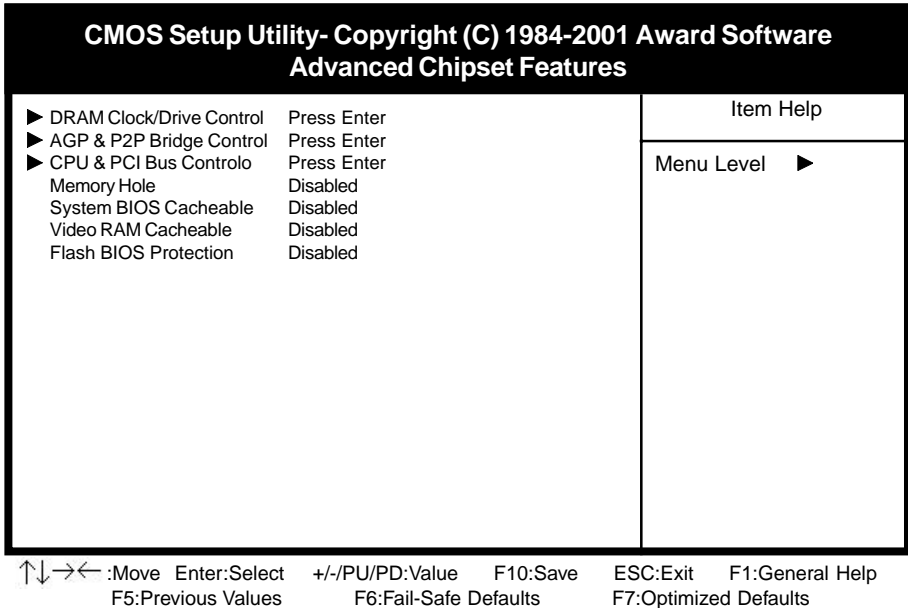 CMOS Setup Utility- Copyright (C) 1984-2001 Award Software
Advanced Chipset Features
▶ DRAM Clock/Drive Control Press Enter
▶ AGP & P2P Bridge Control Press Enter
▶ CPU & PCI Bus Controlo Press Enter
Memory Hole Disabled
System BIOS Cacheable Disabled
Video RAM Cacheable Disabled
Flash BIOS Protection Disabled
Item Help
Menu Level ▶
↑↓→← :Move Enter:Select +/-/PU/PD:Value F10:Save ESC:Exit F1:General Help
F5:Previous Values F6:Fail-Safe Defaults F7:Optimized Defaults